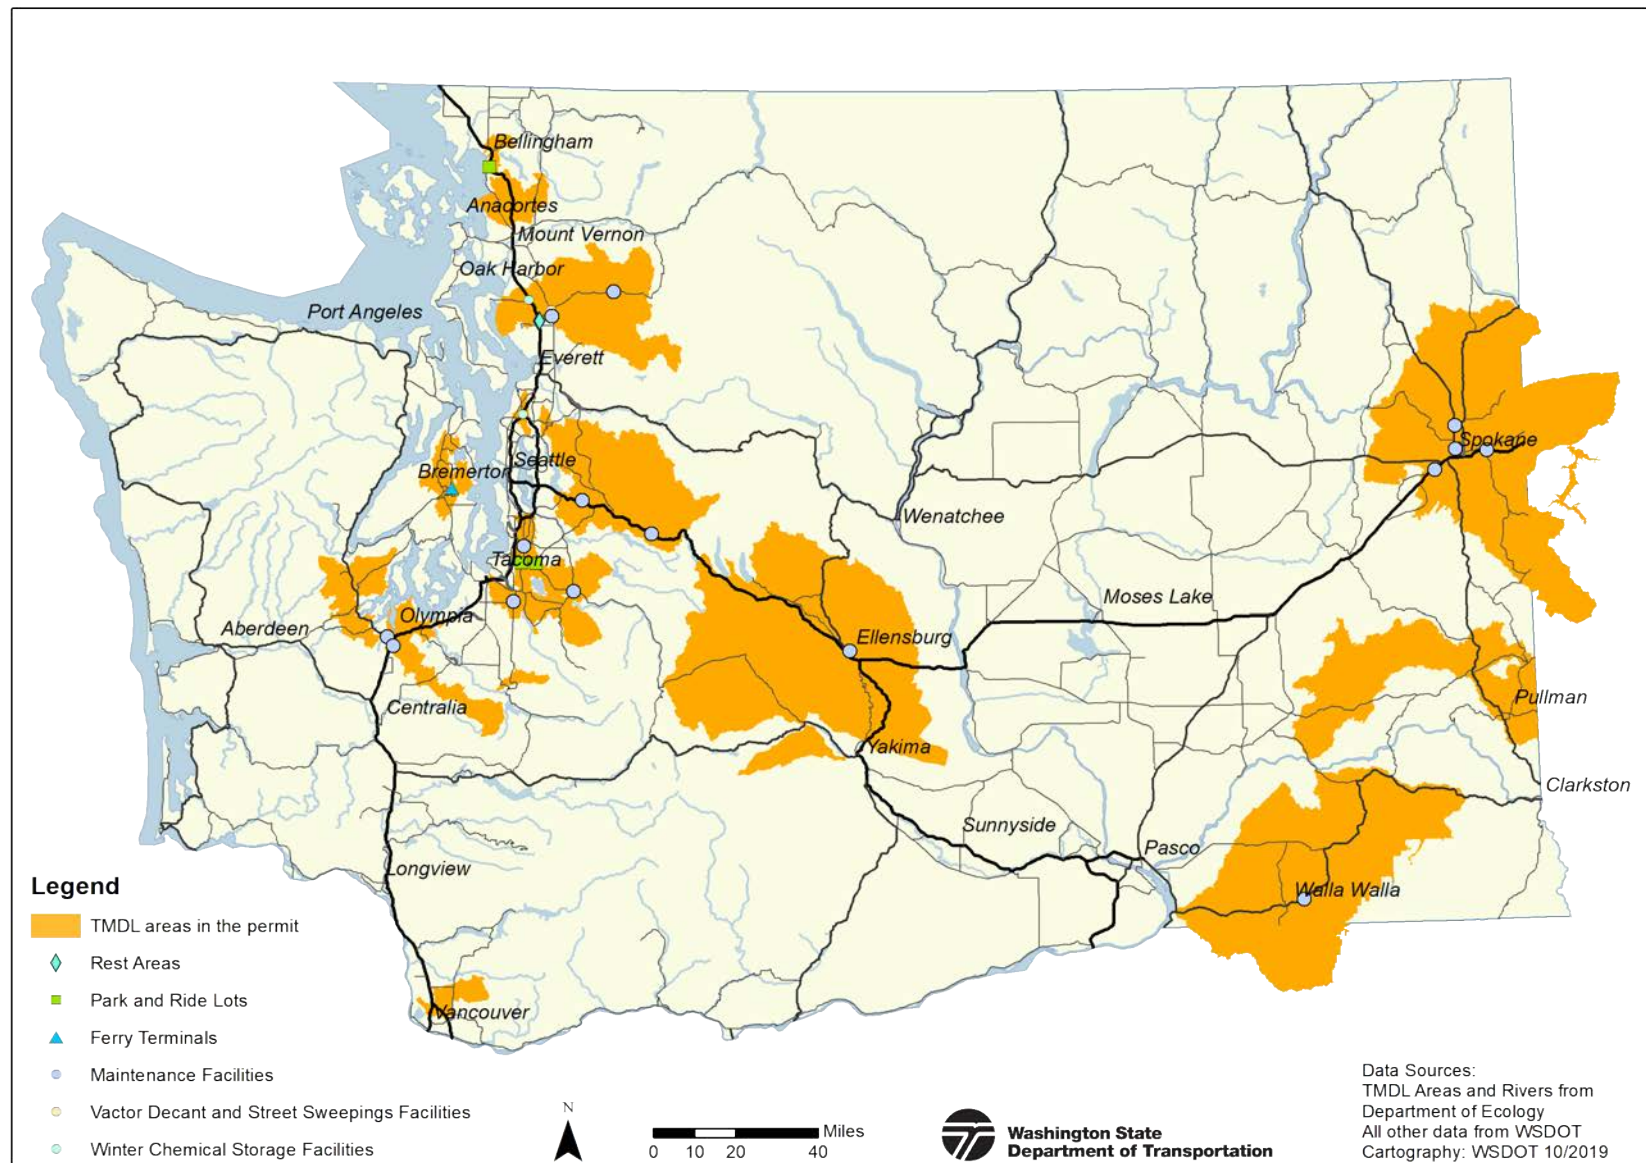 Bellingham
Anacortes
Mount Vernon
Oak Harbor
Port Angeles
Everett
Spokane
Seattle
Bremerton
Wenatchee
Tacoma
Moses Lake
Olympia
Aberdeen
Ellensburg
Pullman
Centralia
Yakima
Clarkston
Sunnyside
Pasco
Longview
Walla Walla
Vancouver
Legend
TMDL areas in the permit
Rest Areas
Park and Ride Lots
Ferry Terminals
Maintenance Facilities
Vactor Decant and Street Sweepings Facilities
Winter Chemical Storage Facilities
N
Miles
0 10 20 40
Washington State
Department of Transportation
Data Sources:
TMDL Areas and Rivers from
Department of Ecology
All other data from WSDOT
Cartography: WSDOT 10/2019